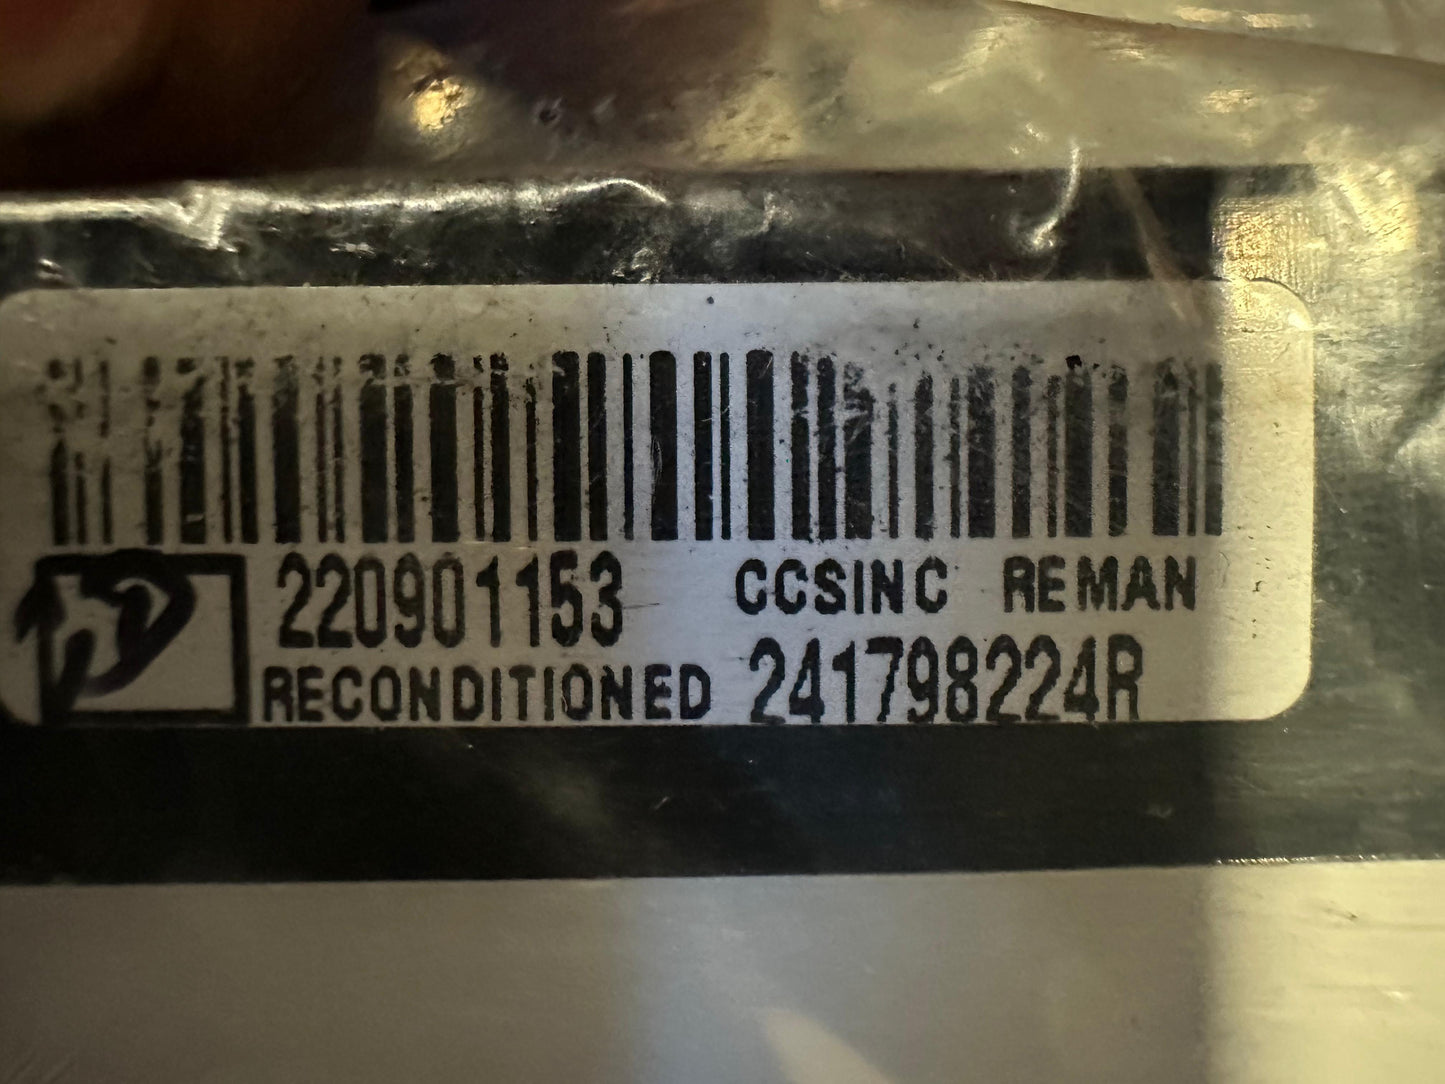 220901153 CCSINC REMAN
RECONDITIONED 241798224R